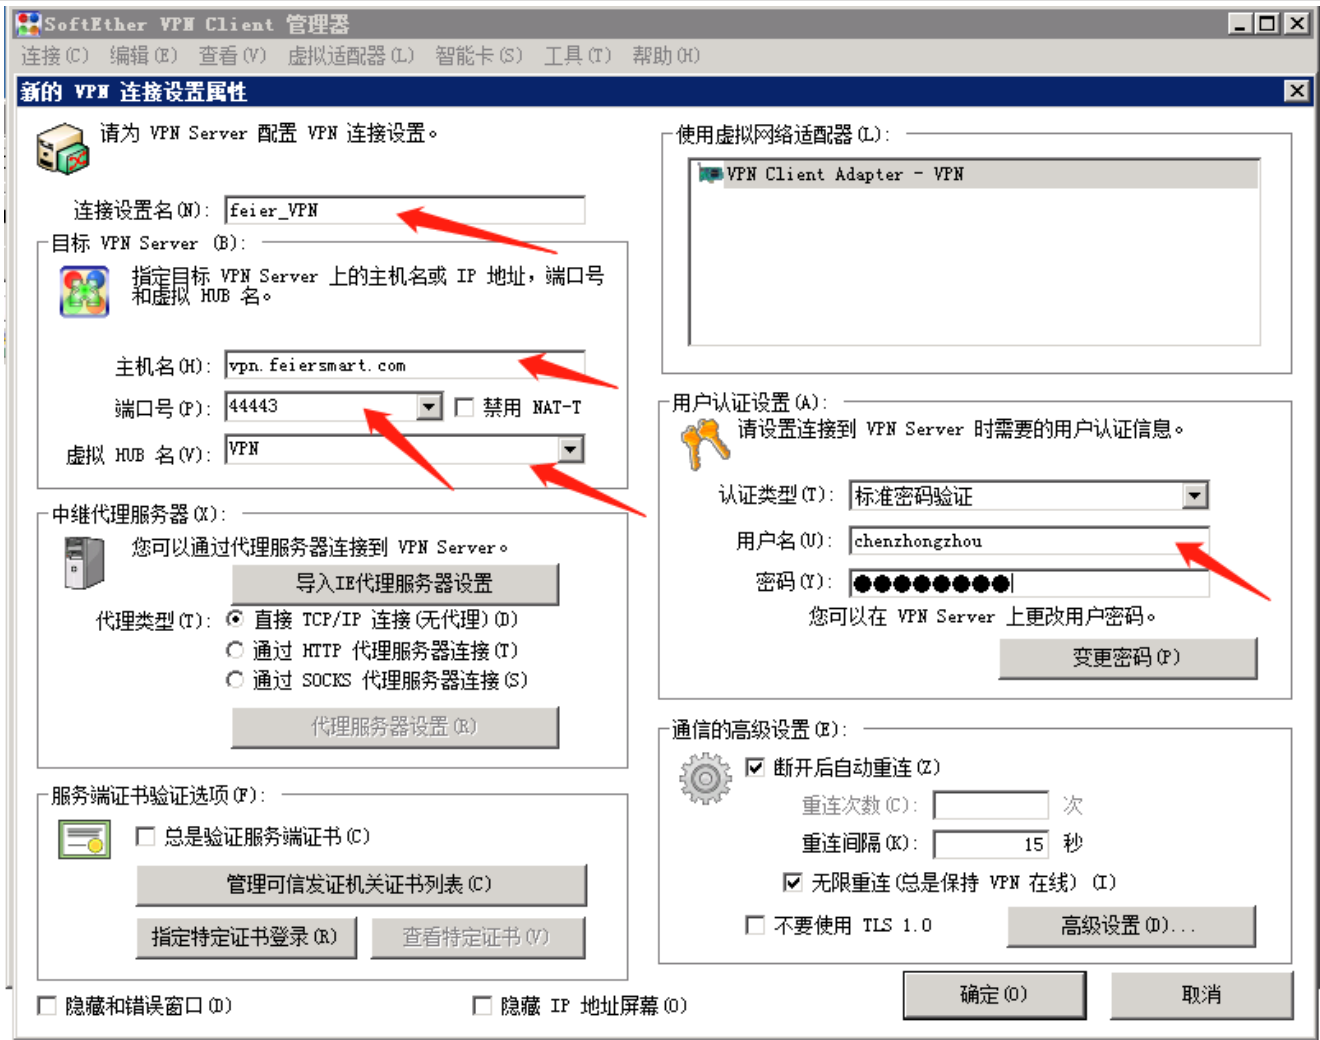 SoftEther VPN Client 管理器
连接(C) 编辑(E) 查看(V) 虚拟适配器(L) 智能卡(S) 工具(T) 帮助(H)
新的 VPN 连接设置属性
请为 VPN Server 配置 VPN 连接设置。
连接设置名(N): feier_VPN
目标 VPN Server (B):
指定目标 VPN Server 上的主机名或 IP 地址，端口号
和虚拟 HUB 名。
主机名(H): vpn.feiersmart.com
端口号(P): 44443 禁用 NAT-T
虚拟 HUB 名(V): VPN
中继代理服务器(X):
您可以通过代理服务器连接到 VPN Server。
导入IE代理服务器设置
代理类型(T): 直接 TCP/IP 连接(无代理)(D)
通过 HTTP 代理服务器连接(T)
通过 SOCKS 代理服务器连接(S)
代理服务器设置(R)
服务端证书验证选项(F):
总是验证服务端证书(C)
管理可信发证机关证书列表(C)
指定特定证书登录(R) 查看特定证书(V)
隐藏和错误窗口(D) 隐藏 IP 地址屏幕(O)
使用虚拟网络适配器(L):
VPN Client Adapter - VPN
用户认证设置(A):
请设置连接到 VPN Server 时需要的用户认证信息。
认证类型(T): 标准密码验证
用户名(U): chenzhongzhou
密码(Y): ●●●●●●●●
您可以在 VPN Server 上更改用户密码。
变更密码(P)
通信的高级设置(E):
断开后自动重连(Z)
重连次数(C): 次
重连间隔(K): 15 秒
无限重连(总是保持 VPN 在线) (I)
不要使用 TLS 1.0 高级设置(D)...
确定(O) 取消